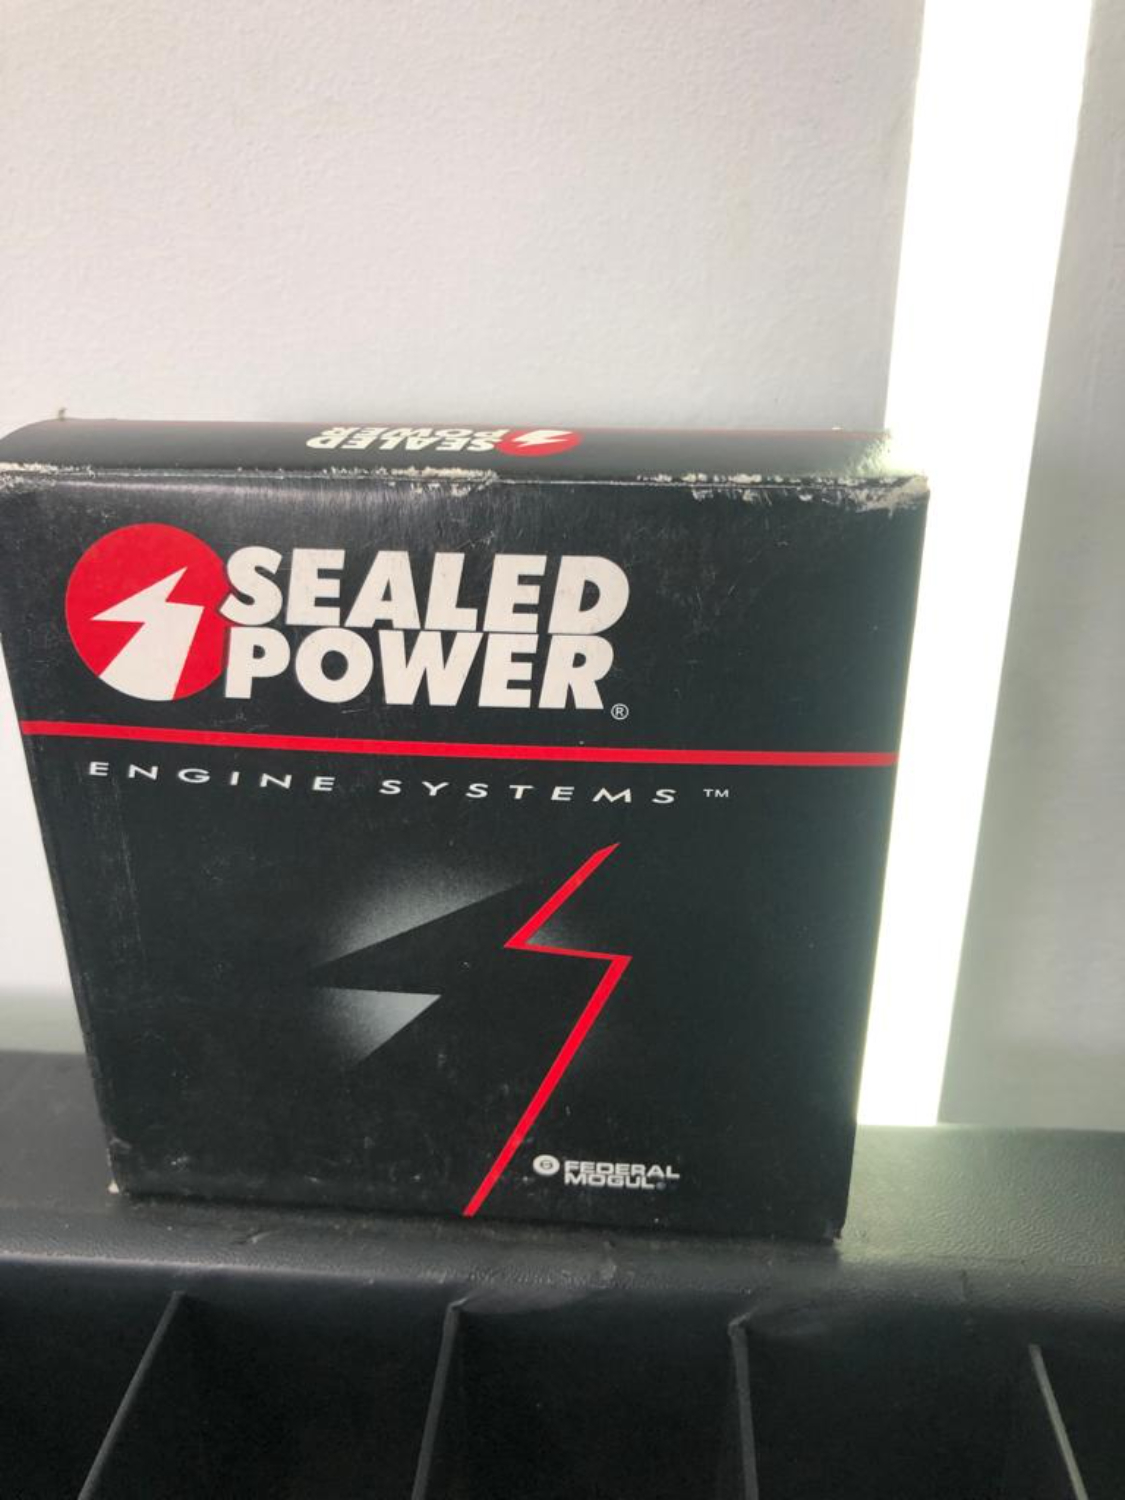 SEALED
POWER
SEALED
POWER®
ENGINE SYSTEMS™
FEDERAL
MOGUL®